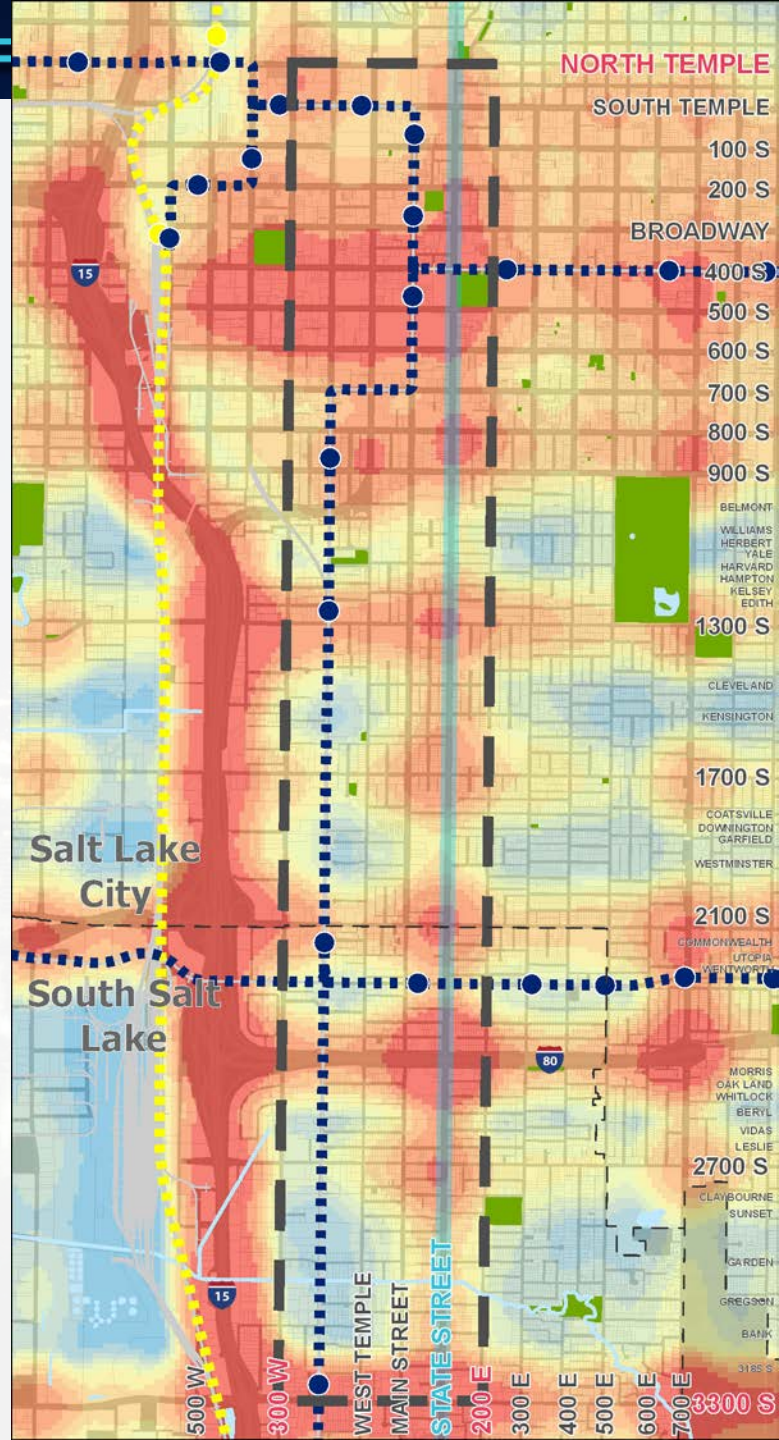 NORTH TEMPLE
SOUTH TEMPLE
100 S
200 S
BROADWAY
15
400 S
500 S
600 S
700 S
800 S
900 S
BELMONT
WILLIAMS
HERBERT
YALE
HARVARD
HAMPTON
KELSEY
EDITH
1300 S
CLEVELAND
KENSINGTON
1700 S
COATSVILLE
DOWNINGTON
GARFIELD
WESTMINSTER
Salt Lake
City
2100 S
COMMONWEALTH
UTOPIA
WENTWORTH
South Salt
Lake
80
MORRIS
OAK LAND
WHITLOCK
BERYL
VIDAS
LESLIE
2700 S
CLAYBOURNE
SUNSET
GARDEN
GREGSON
BANK
15
3185 S
500 W
300 W
WEST TEMPLE
MAIN STREET
STATE STREET
200 E
300 E
400 E
500 E
600 E
700 E
3300 S